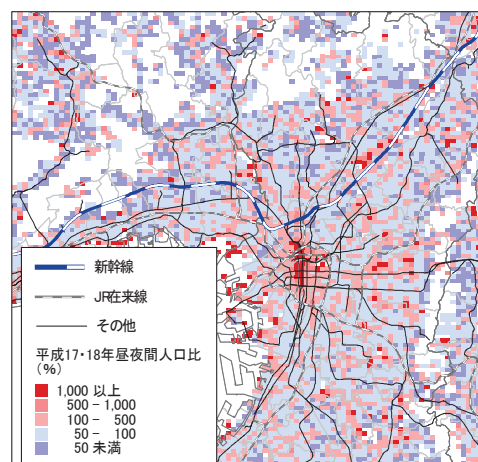 新幹線
JR在来線
その他
平成17・18年昼夜間人口比
(%)
1,000 以上
500 - 1,000
100 - 500
50 - 100
50 未満